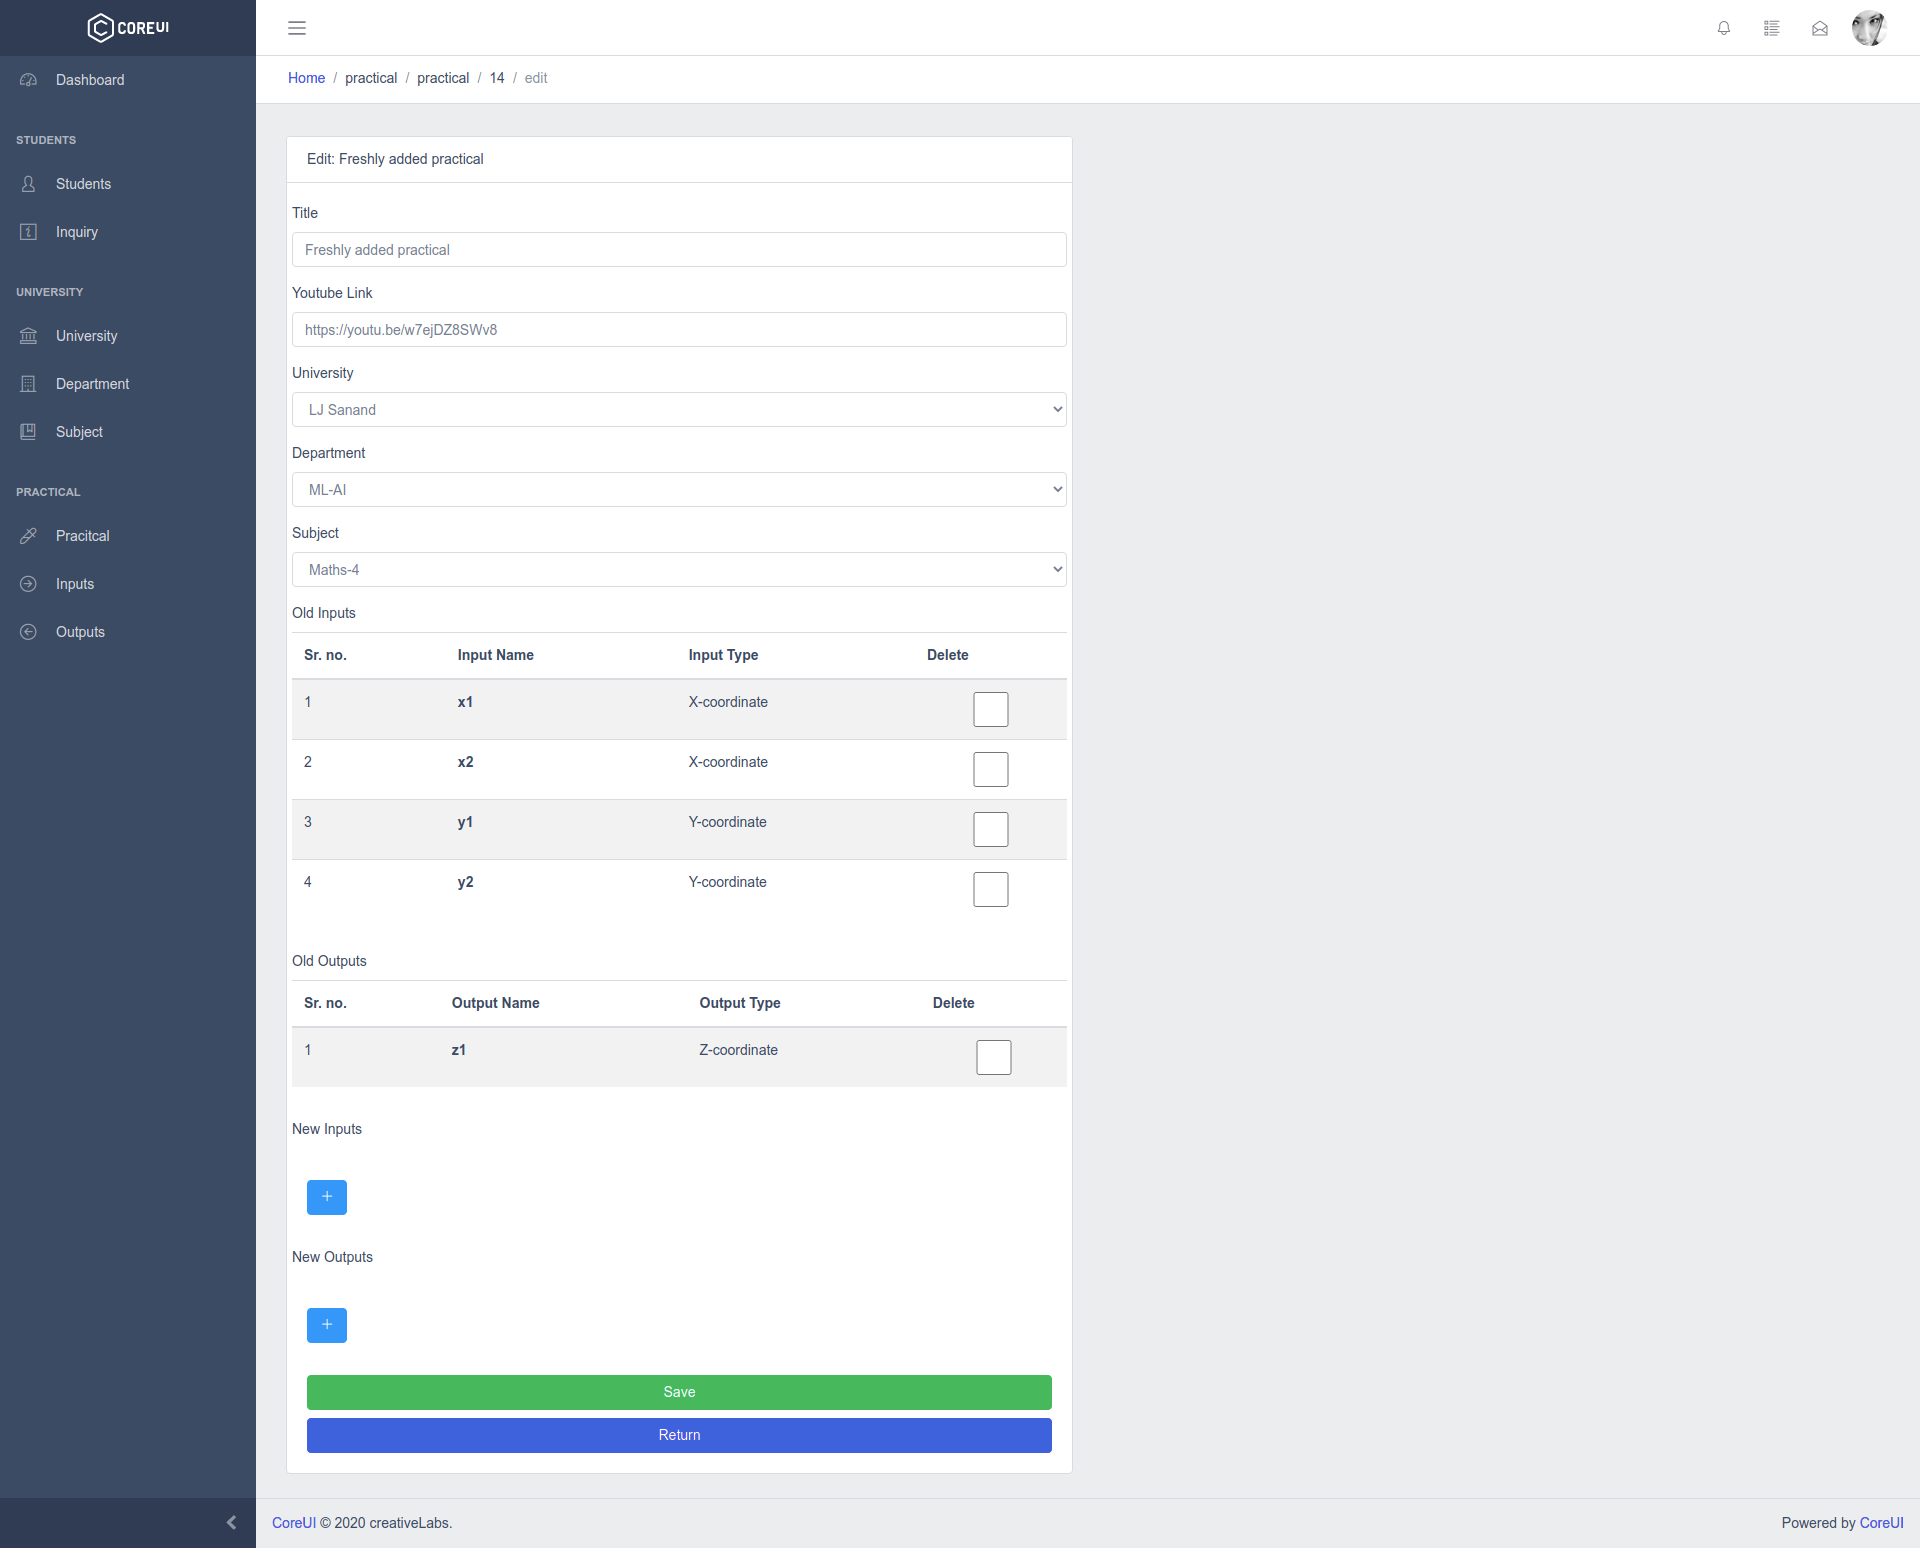 COREUI
Dashboard
STUDENTS
Students
Inquiry
UNIVERSITY
University
Department
Subject
PRACTICAL
Pracitcal
Inputs
Outputs
Home / practical / practical / 14 / edit
Edit: Freshly added practical
Title
Freshly added practical
Youtube Link
https://youtu.be/w7ejDZ8SWv8
University
LJ Sanand
Department
ML-AI
Subject
Maths-4
Old Inputs
Sr. no. Input Name Input Type Delete
1 x1 X-coordinate
2 x2 X-coordinate
3 y1 Y-coordinate
4 y2 Y-coordinate
Old Outputs
Sr. no. Output Name Output Type Delete
1 z1 Z-coordinate
New Inputs
+
New Outputs
+
Save
Return
CoreUI © 2020 creativeLabs. Powered by CoreUI